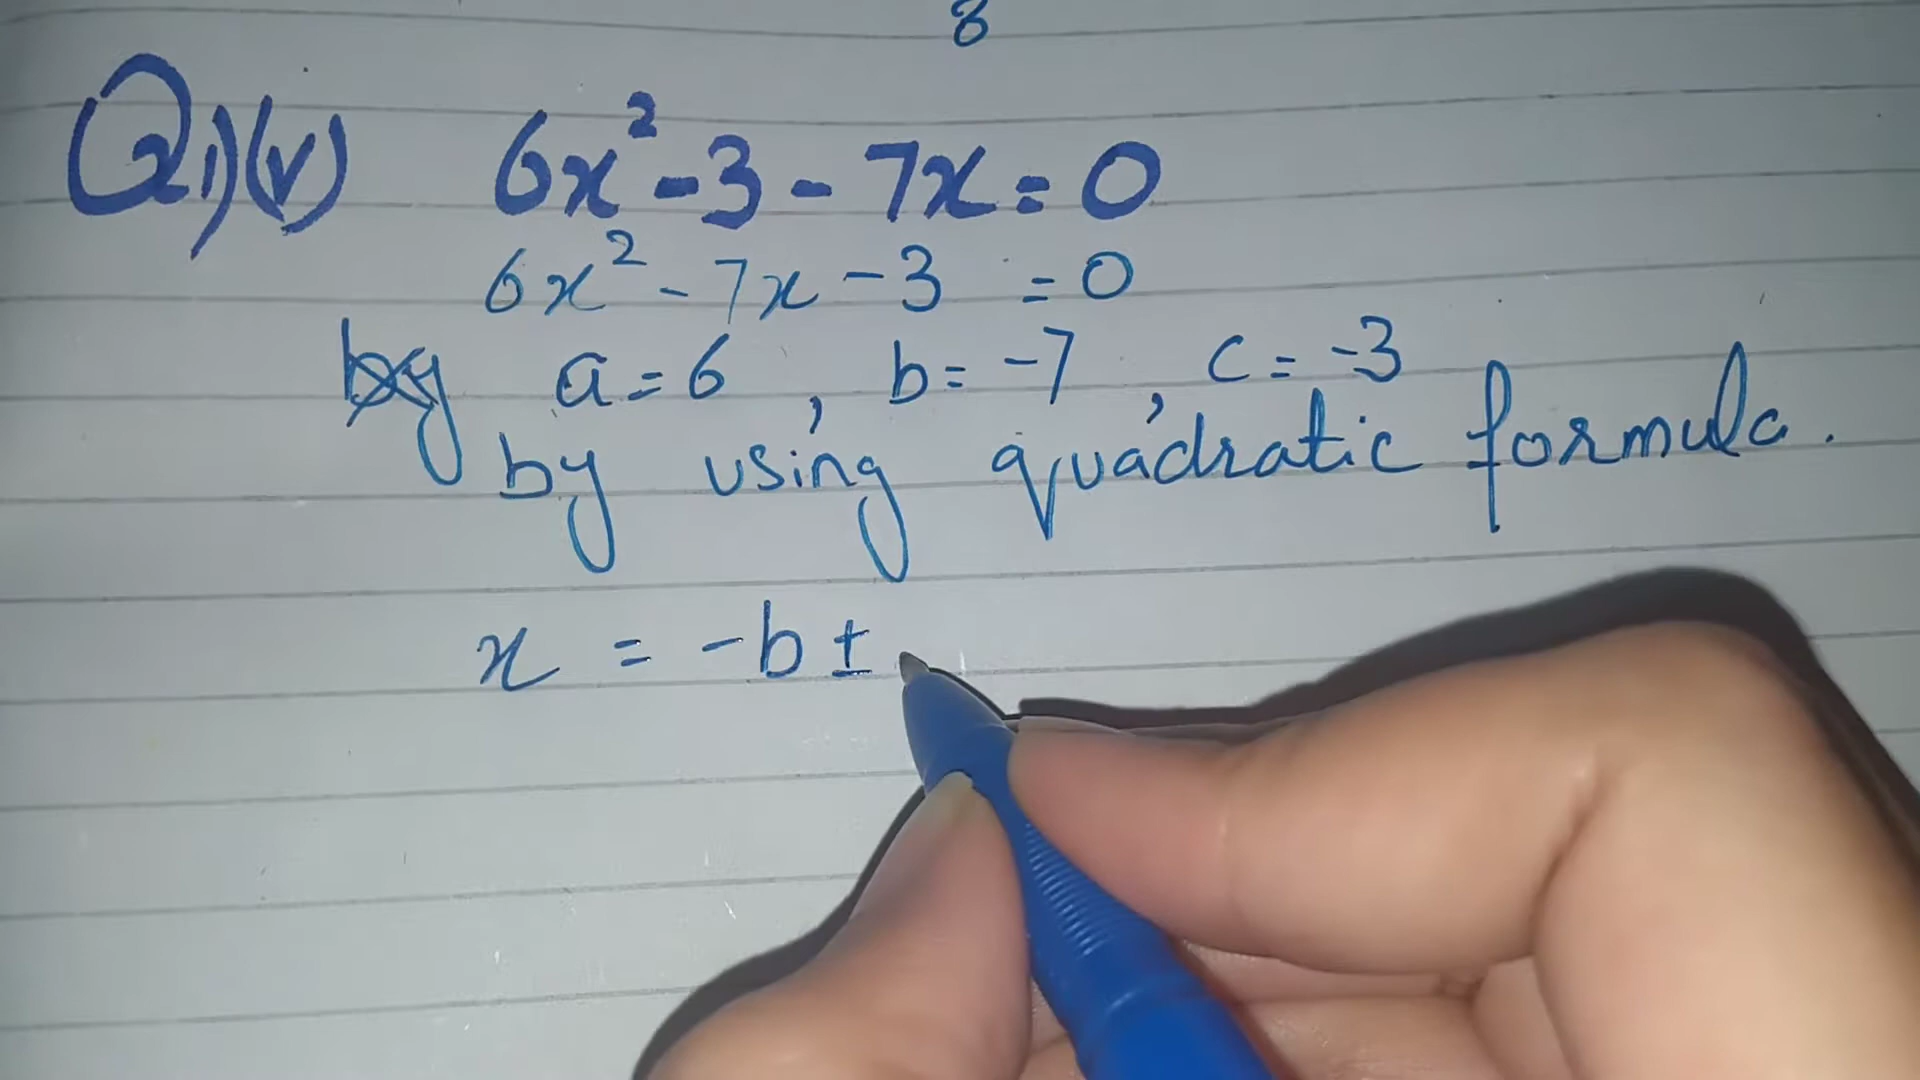 8
Q1)(v) 6x² - 3 - 7x = 0
6x² - 7x - 3 = 0
by a = 6 , b = -7 , c = -3
by using quadratic formula.
x = -b ±